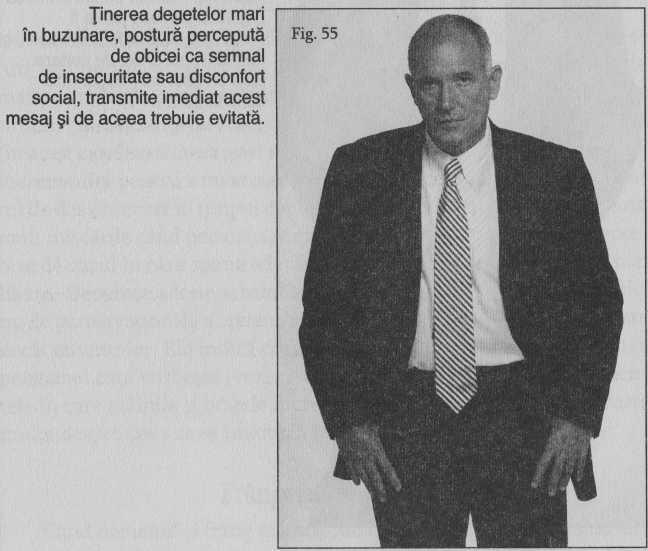 Ţinerea degetelor mari
în buzunare, postură percepută
de obicei ca semnal
de insecuritate sau disconfort
social, transmite imediat acest
mesaj şi de aceea trebuie evitată.
Fig. 55